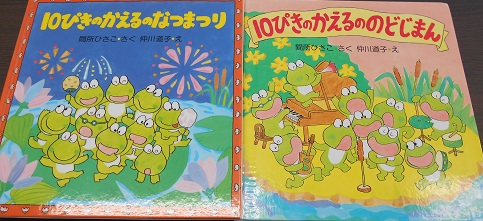 10ぴきのかえるのなつまつり
間所ひさこ さく 仲川道子 え
10ぴきのかえるののどじまん
間所ひさこ・さく 仲川道子・え